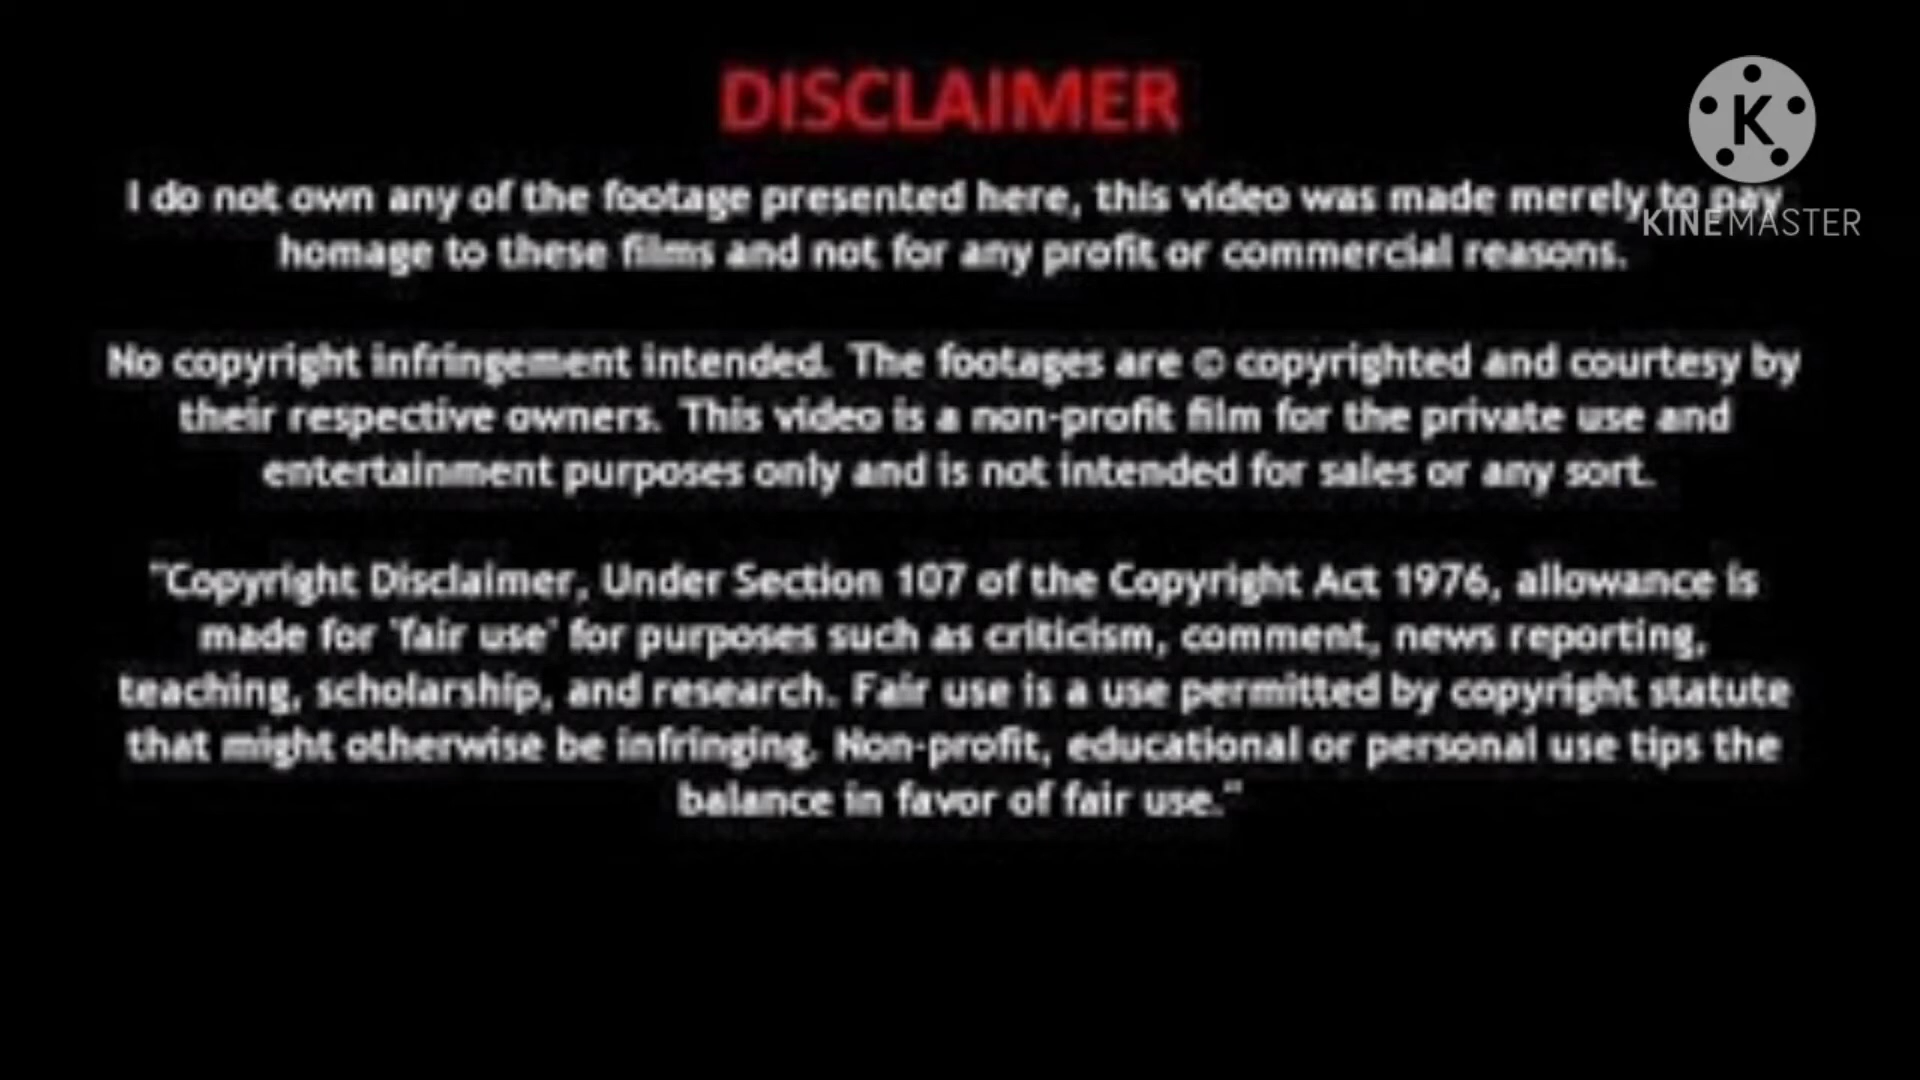 DISCLAIMER
I do not own any of the footage presented here, this video was made merely to pay
homage to these films and not for any profit or commercial reasons.
No copyright infringement intended. The footages are © copyrighted and courtesy by
their respective owners. This video is a non-profit film for the private use and
entertainment purposes only and is not intended for sales or any sort.
"Copyright Disclaimer, Under Section 107 of the Copyright Act 1976, allowance is
made for 'fair use' for purposes such as criticism, comment, news reporting,
teaching, scholarship, and research. Fair use is a use permitted by copyright statute
that might otherwise be infringing. Non-profit, educational or personal use tips the
balance in favor of fair use."
K
KINEMASTER